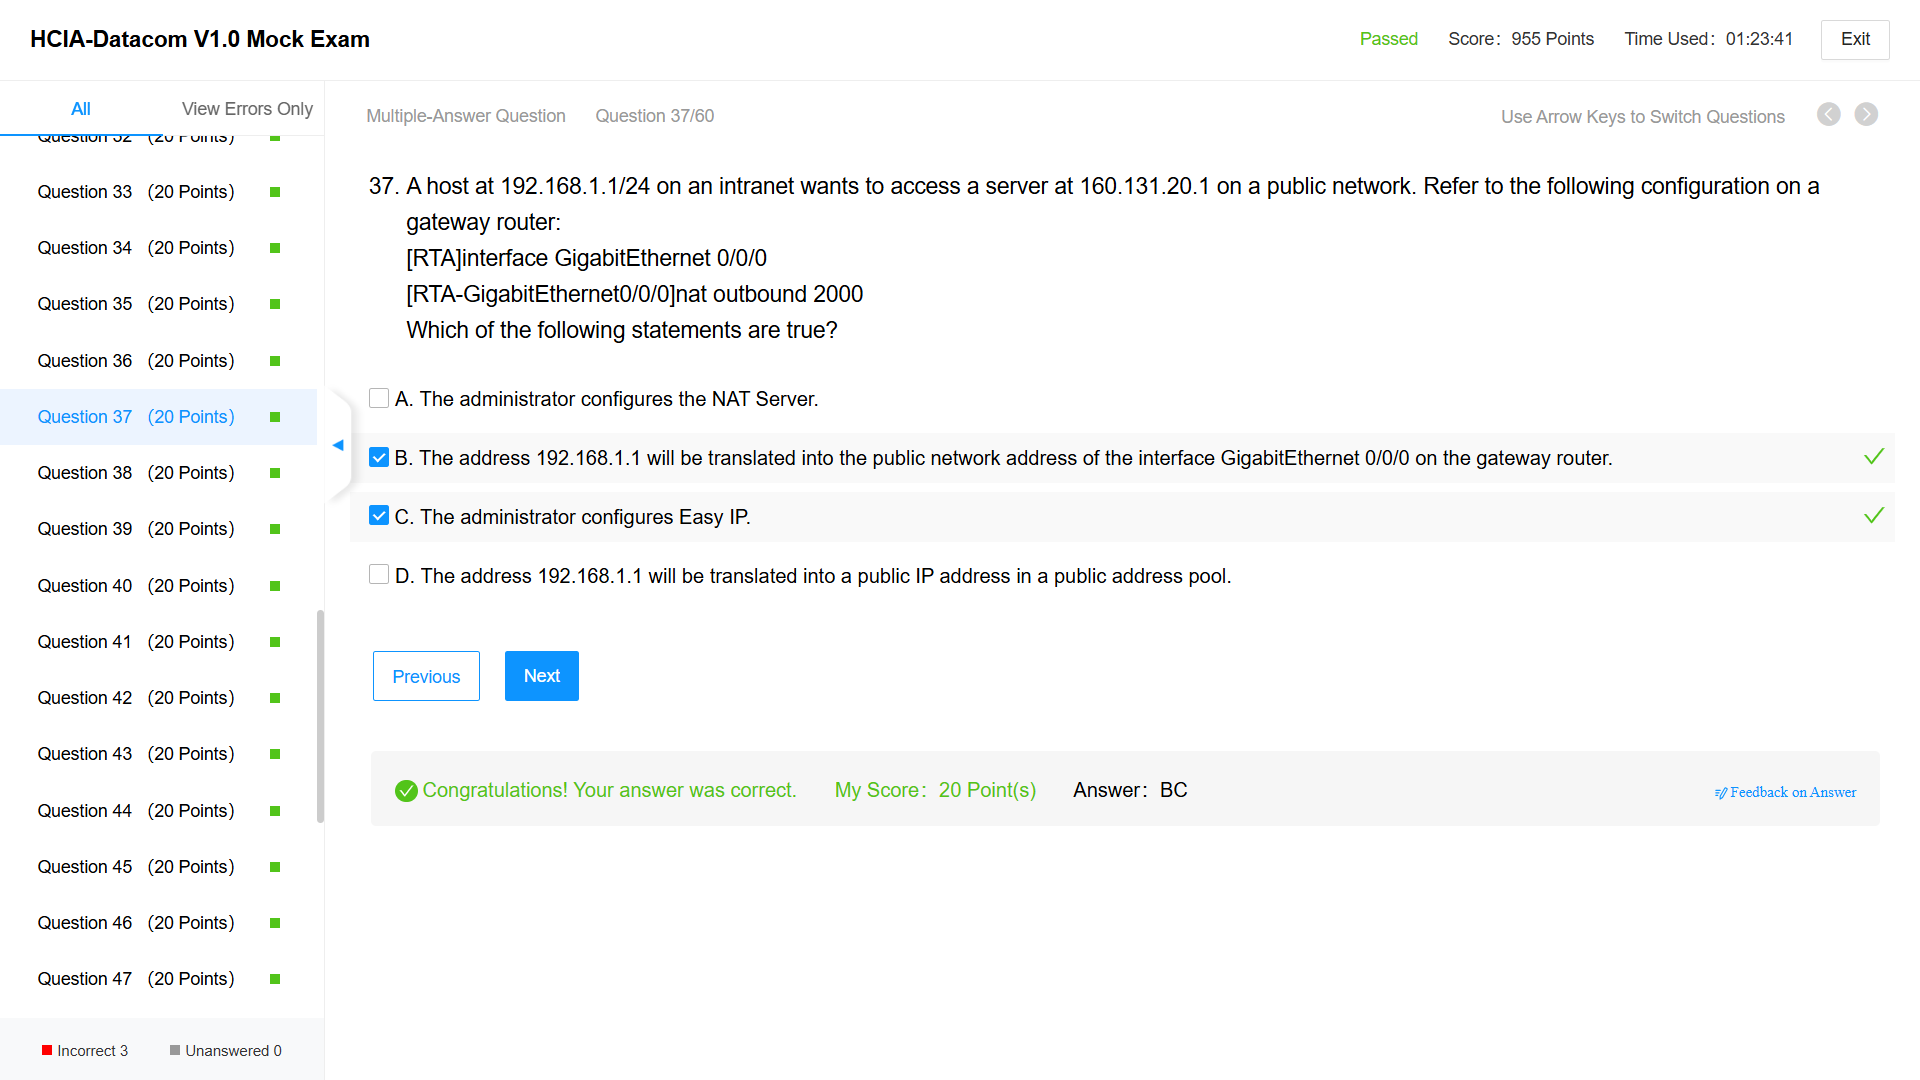 HCIA-Datacom V1.0 Mock Exam
Passed Score: 955 Points Time Used: 01:23:41 Exit
All View Errors Only
Question 32 (20 Points)
Question 33 (20 Points)
Question 34 (20 Points)
Question 35 (20 Points)
Question 36 (20 Points)
Question 37 (20 Points)
Question 38 (20 Points)
Question 39 (20 Points)
Question 40 (20 Points)
Question 41 (20 Points)
Question 42 (20 Points)
Question 43 (20 Points)
Question 44 (20 Points)
Question 45 (20 Points)
Question 46 (20 Points)
Question 47 (20 Points)
Incorrect 3 Unanswered 0
Multiple-Answer Question Question 37/60 Use Arrow Keys to Switch Questions
37. A host at 192.168.1.1/24 on an intranet wants to access a server at 160.131.20.1 on a public network. Refer to the following configuration on a
gateway router:
[RTA]interface GigabitEthernet 0/0/0
[RTA-GigabitEthernet0/0/0]nat outbound 2000
Which of the following statements are true?
A. The administrator configures the NAT Server.
B. The address 192.168.1.1 will be translated into the public network address of the interface GigabitEthernet 0/0/0 on the gateway router.
C. The administrator configures Easy IP.
D. The address 192.168.1.1 will be translated into a public IP address in a public address pool.
Previous Next
Congratulations! Your answer was correct. My Score: 20 Point(s) Answer: BC Feedback on Answer